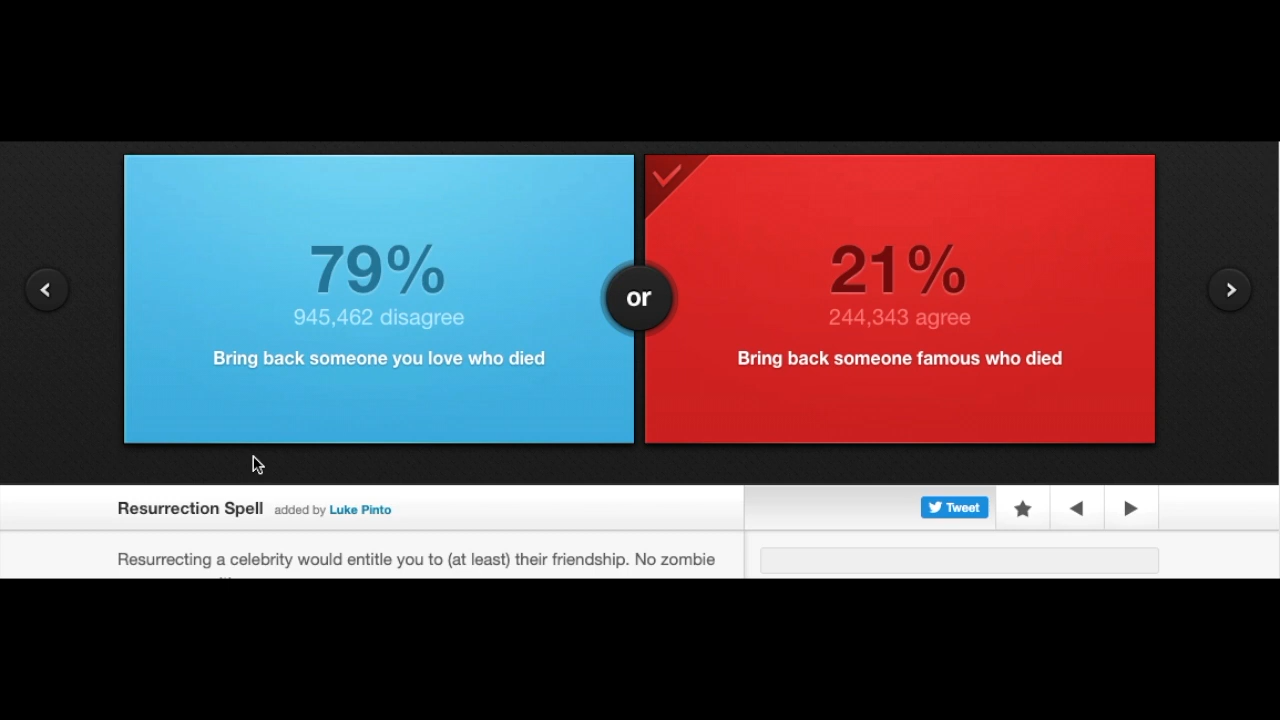 79%
945,462 disagree
Bring back someone you love who died
or
21%
244,343 agree
Bring back someone famous who died
Resurrection Spell added by Luke Pinto
Tweet
Resurrecting a celebrity would entitle you to (at least) their friendship. No zombie